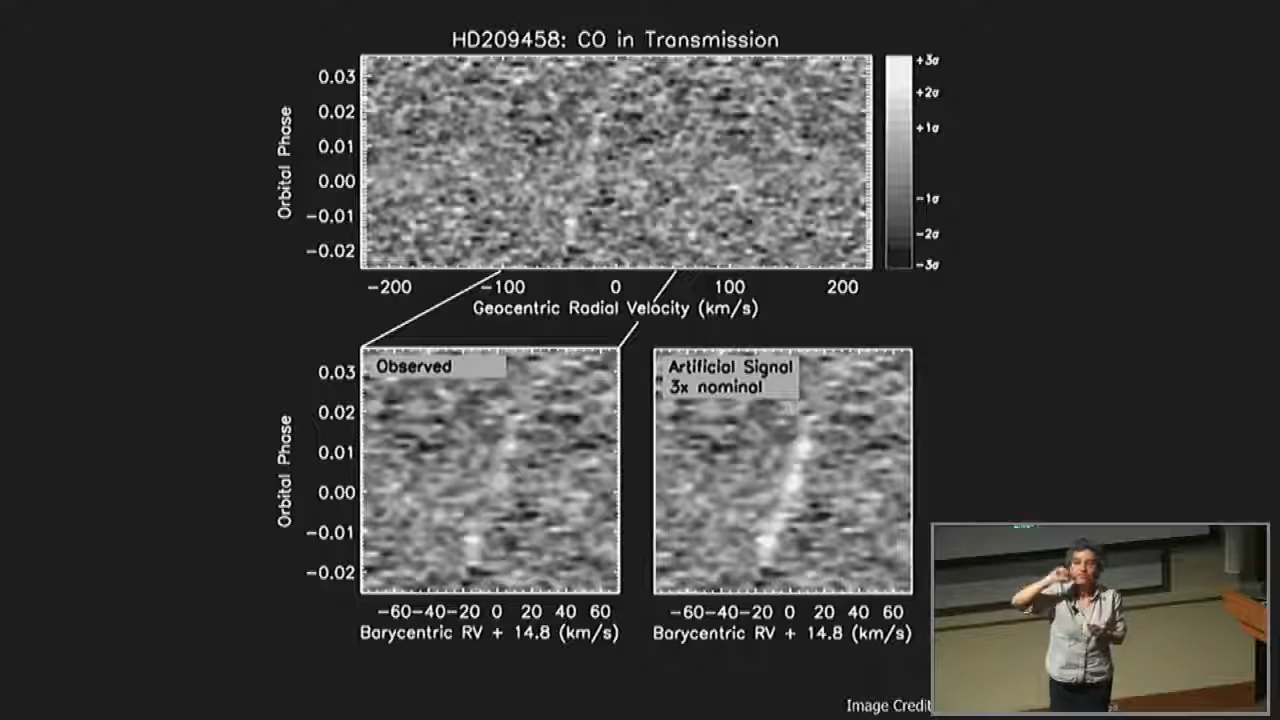 HD209458: CO in Transmission
Orbital Phase
0.03
0.02
0.01
0.00
−0.01
−0.02
+3σ
+2σ
+1σ
−1σ
−2σ
−3σ
−200 −100 0 100 200
Geocentric Radial Velocity (km/s)
Observed
Artificial Signal
3x nominal
Orbital Phase
0.03
0.02
0.01
0.00
−0.01
−0.02
−60−40−20 0 20 40 60
Barycentric RV + 14.8 (km/s)
−60−40−20 0 20 40 60
Barycentric RV + 14.8 (km/s)
Image Credit